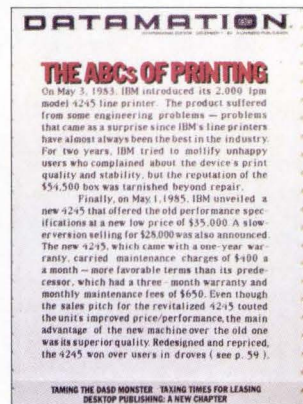 DATAMATION
THE ABCs OF PRINTING
On May 3, 1983, IBM introduced its 2,000 lpm
model 4245 line printer. The product suffered
from some engineering problems — problems
that came as a surprise since IBM's line printers
have almost always been the best in the industry.
For two years, IBM tried to mollify unhappy
users who complained about the device's print
quality and stability, but the reputation of the
$54,500 box was tarnished beyond repair.
Finally, on May 1, 1985, IBM unveiled a
new 4245 that offered the old performance spec-
ifications at a new low price of $35,000. A slow-
er version selling for $28,000 was also announced.
The new 4245, which came with a one-year war-
ranty, carried maintenance charges of $400 a
a month — more favorable terms than its prede-
cessor, which had a three-month warranty and
monthly maintenance fees of $650. Even though
the sales pitch for the revitalized 4245 touted
the unit's improved price/performance, the main
advantage of the new machine over the old one
was its superior quality. Redesigned and repriced,
the 4245 won over users in droves (see p. 59).
TAMING THE DASD MONSTER TAXING TIMES FOR LEASING
DESKTOP PUBLISHING: A NEW CHAPTER